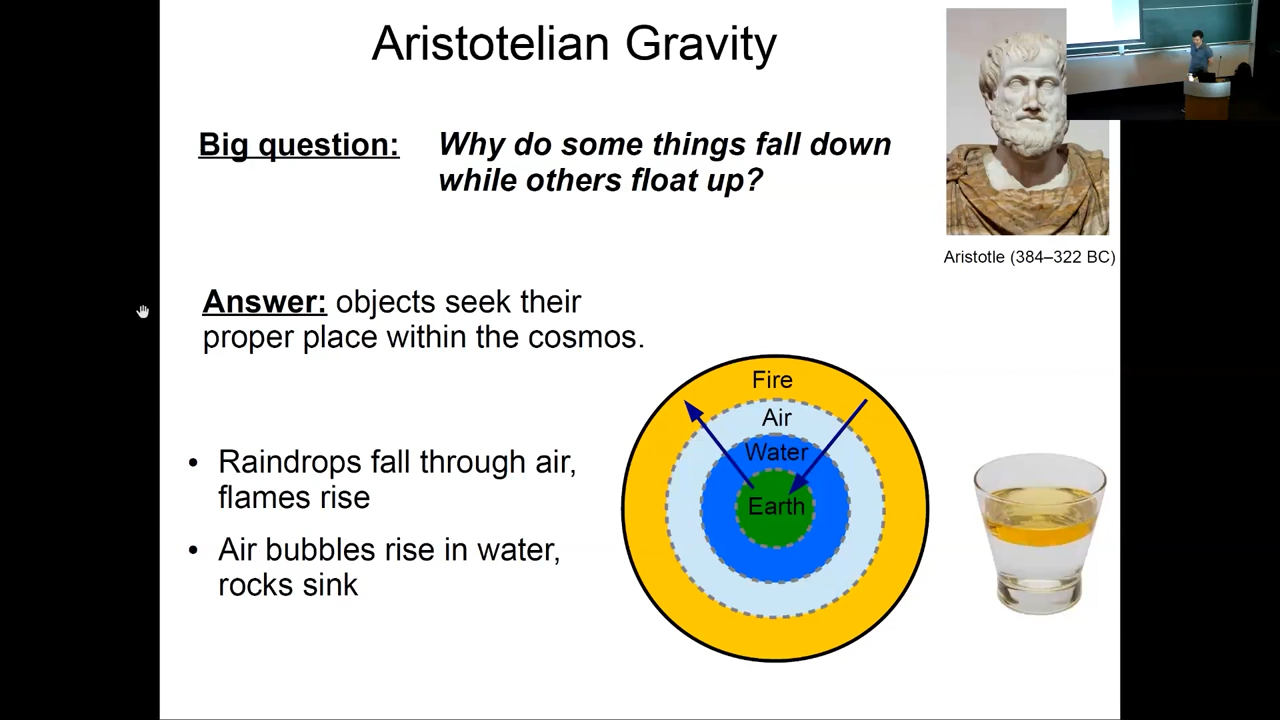 Aristotelian Gravity
Big question:
Why do some things fall down
while others float up?
Aristotle (384–322 BC)
Answer: objects seek their
proper place within the cosmos.
Fire
Air
Water
Earth
• Raindrops fall through air,
flames rise
• Air bubbles rise in water,
rocks sink